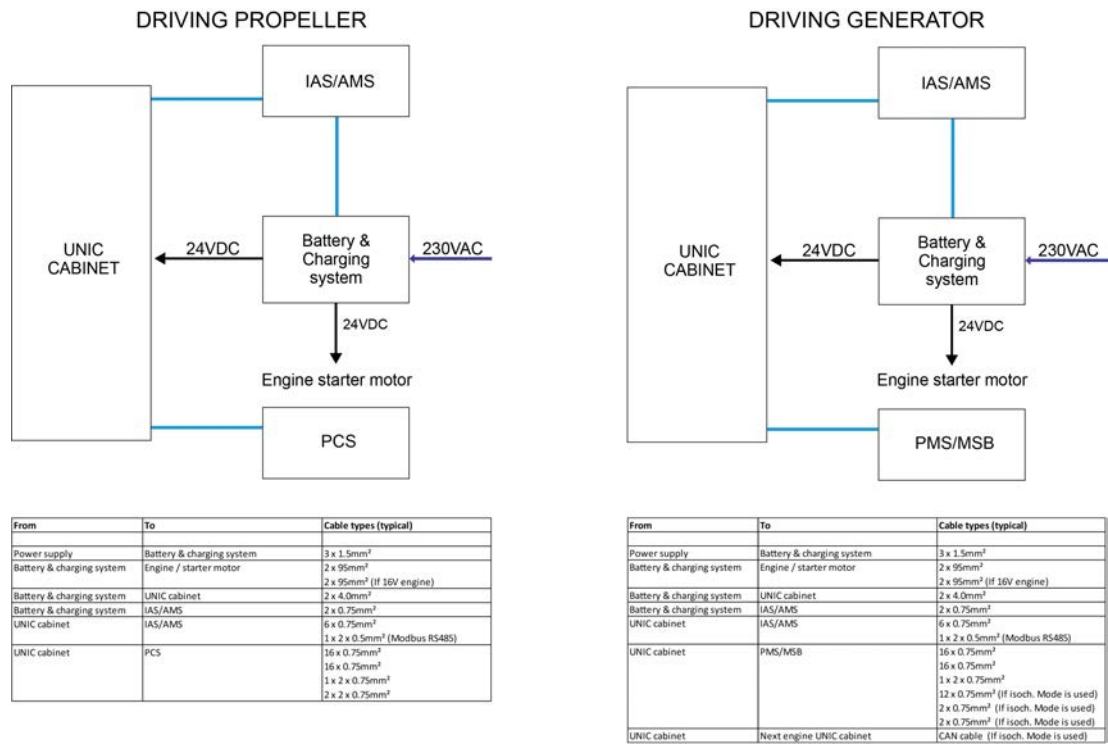 DRIVING PROPELLER
IAS/AMS
UNIC
CABINET
24VDC
Battery &
Charging
system
230VAC
24VDC
Engine starter motor
PCS
From To Cable types (typical)
Power supply Battery & charging system 3 x 1.5mm²
Battery & charging system Engine / starter motor 2 x 95mm²
2 x 95mm² (If 16V engine)
Battery & charging system UNIC cabinet 2 x 4.0mm²
Battery & charging system IAS/AMS 2 x 0.75mm²
UNIC cabinet IAS/AMS 6 x 0.75mm²
1 x 2 x 0.5mm² (Modbus RS485)
UNIC cabinet PCS 16 x 0.75mm²
16 x 0.75mm²
1 x 2 x 0.75mm²
2 x 2 x 0.75mm²
DRIVING GENERATOR
IAS/AMS
UNIC
CABINET
24VDC
Battery &
Charging
system
230VAC
24VDC
Engine starter motor
PMS/MSB
From To Cable types (typical)
Power supply Battery & charging system 3 x 1.5mm²
Battery & charging system Engine / starter motor 2 x 95mm²
2 x 95mm² (If 16V engine)
Battery & charging system UNIC cabinet 2 x 4.0mm²
Battery & charging system IAS/AMS 2 x 0.75mm²
UNIC cabinet IAS/AMS 6 x 0.75mm²
1 x 2 x 0.5mm² (Modbus RS485)
UNIC cabinet PMS/MSB 16 x 0.75mm²
16 x 0.75mm²
1 x 2 x 0.75mm²
12 x 0.75mm² (If isoch. Mode is used)
2 x 0.75mm² (If isoch. Mode is used)
2 x 0.75mm² (If isoch. Mode is used)
UNIC cabinet Next engine UNIC cabinet CAN cable (If isoch. Mode is used)